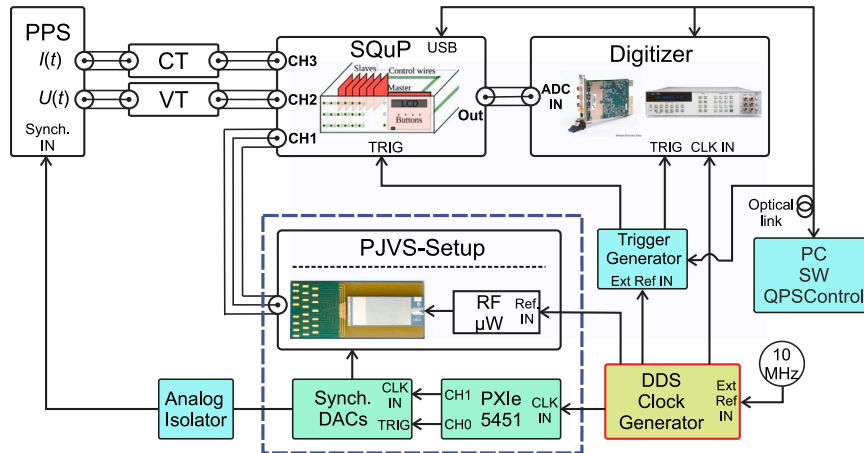 PPS
I(t)
U(t)
Synch.
IN
CT
VT
CH3
CH2
CH1
SQuP
USB
Slaves
Control wires
Master
LCD
Buttons
Out
TRIG
Digitizer
ADC
IN
TRIG
CLK IN
Optical
link
Trigger
Generator
Ext Ref IN
PC
SW
QPSControl
PJVS-Setup
RF
µW
Ref.
IN
10
MHz
Analog
Isolator
Synch.
DACs
CLK
IN
TRIG
CH1
CH0
PXIe
5451
CLK
IN
DDS
Clock
Generator
Ext
Ref
IN